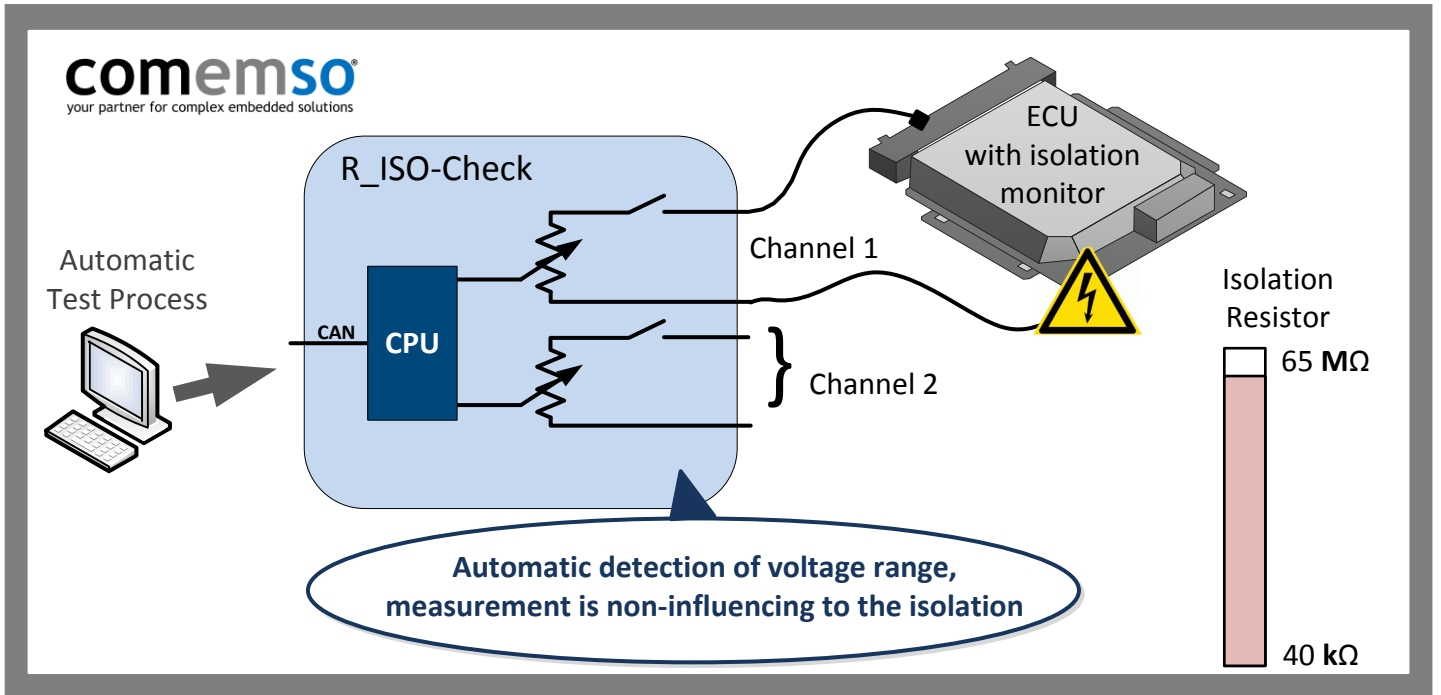 comemso®
your partner for complex embedded solutions
R_ISO-Check
ECU
with isolation
monitor
Automatic
Test Process
Channel 1
CAN
CPU
Channel 2
Isolation
Resistor
65 MΩ
40 kΩ
Automatic detection of voltage range,
measurement is non-influencing to the isolation